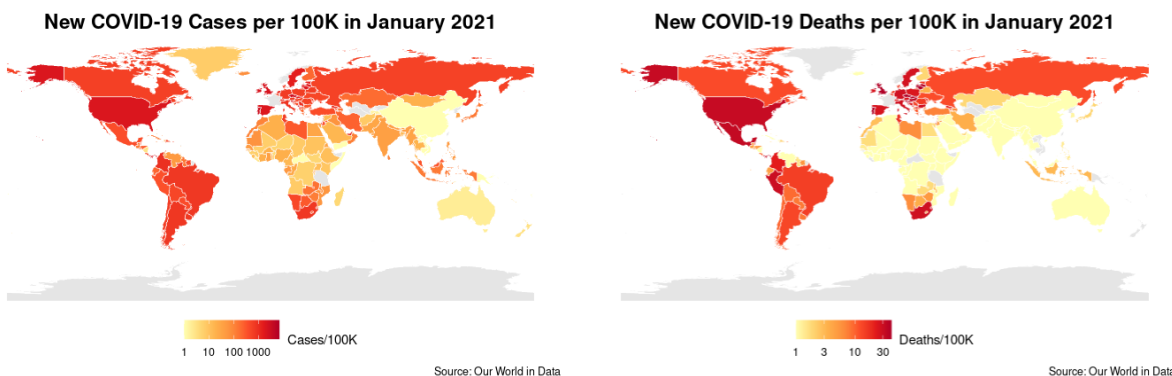 New COVID-19 Cases per 100K in January 2021
1 10 100 1000
Cases/100K
Source: Our World in Data
New COVID-19 Deaths per 100K in January 2021
1 3 10 30
Deaths/100K
Source: Our World in Data